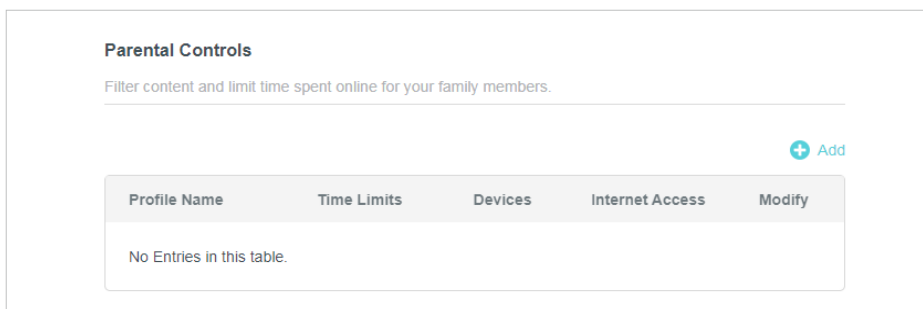 Parental Controls
Filter content and limit time spent online for your family members.
Add
Profile Name Time Limits Devices Internet Access Modify
No Entries in this table.